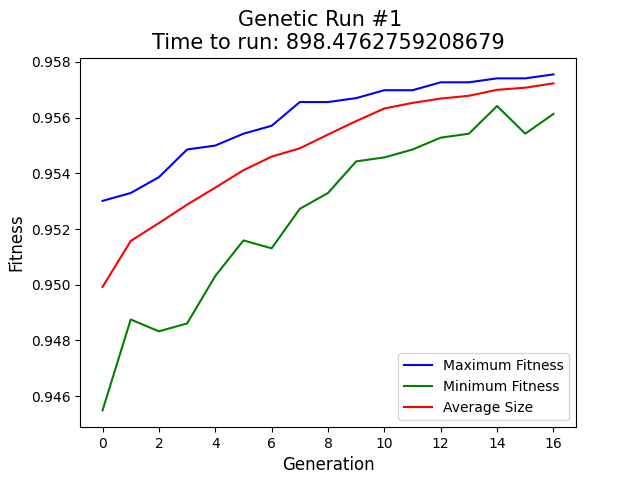 Genetic Run #1
Time to run: 898.4762759208679
0.958
0.956
0.954
0.952
0.950
0.948
0.946
Fitness
Maximum Fitness
Minimum Fitness
Average Size
0 2 4 6 8 10 12 14 16
Generation